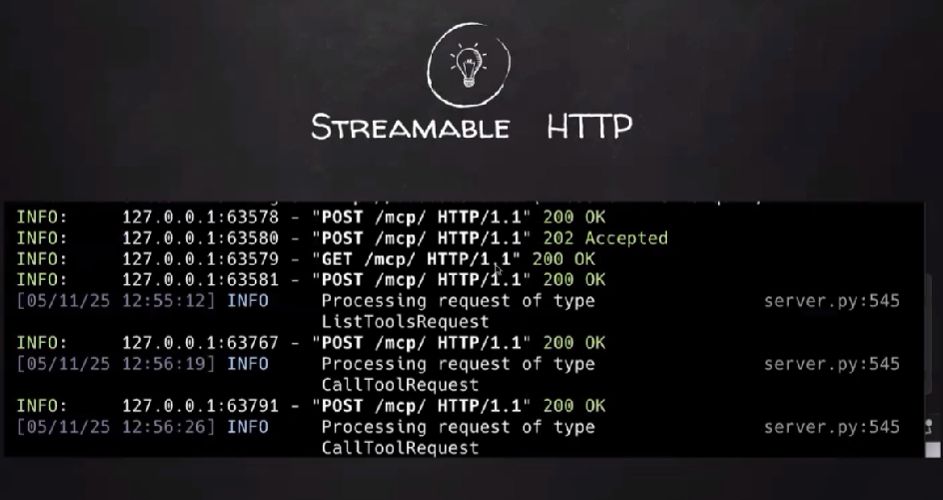 STREAMABLE HTTP
INFO: 127.0.0.1:63578 - "POST /mcp/ HTTP/1.1" 200 OK
INFO: 127.0.0.1:63580 - "POST /mcp/ HTTP/1.1" 202 Accepted
INFO: 127.0.0.1:63579 - "GET /mcp/ HTTP/1.1" 200 OK
INFO: 127.0.0.1:63581 - "POST /mcp/ HTTP/1.1" 200 OK
[05/11/25 12:55:12] INFO Processing request of type server.py:545
ListToolsRequest
INFO: 127.0.0.1:63767 - "POST /mcp/ HTTP/1.1" 200 OK
[05/11/25 12:56:19] INFO Processing request of type server.py:545
CallToolRequest
INFO: 127.0.0.1:63791 - "POST /mcp/ HTTP/1.1" 200 OK
[05/11/25 12:56:26] INFO Processing request of type server.py:545
CallToolRequest